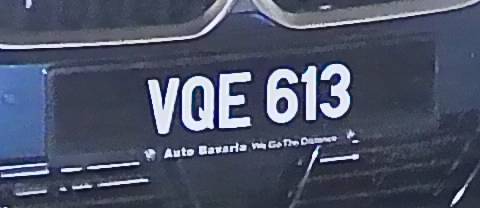 VQE 613
Auto Bavaria We Go The Distance